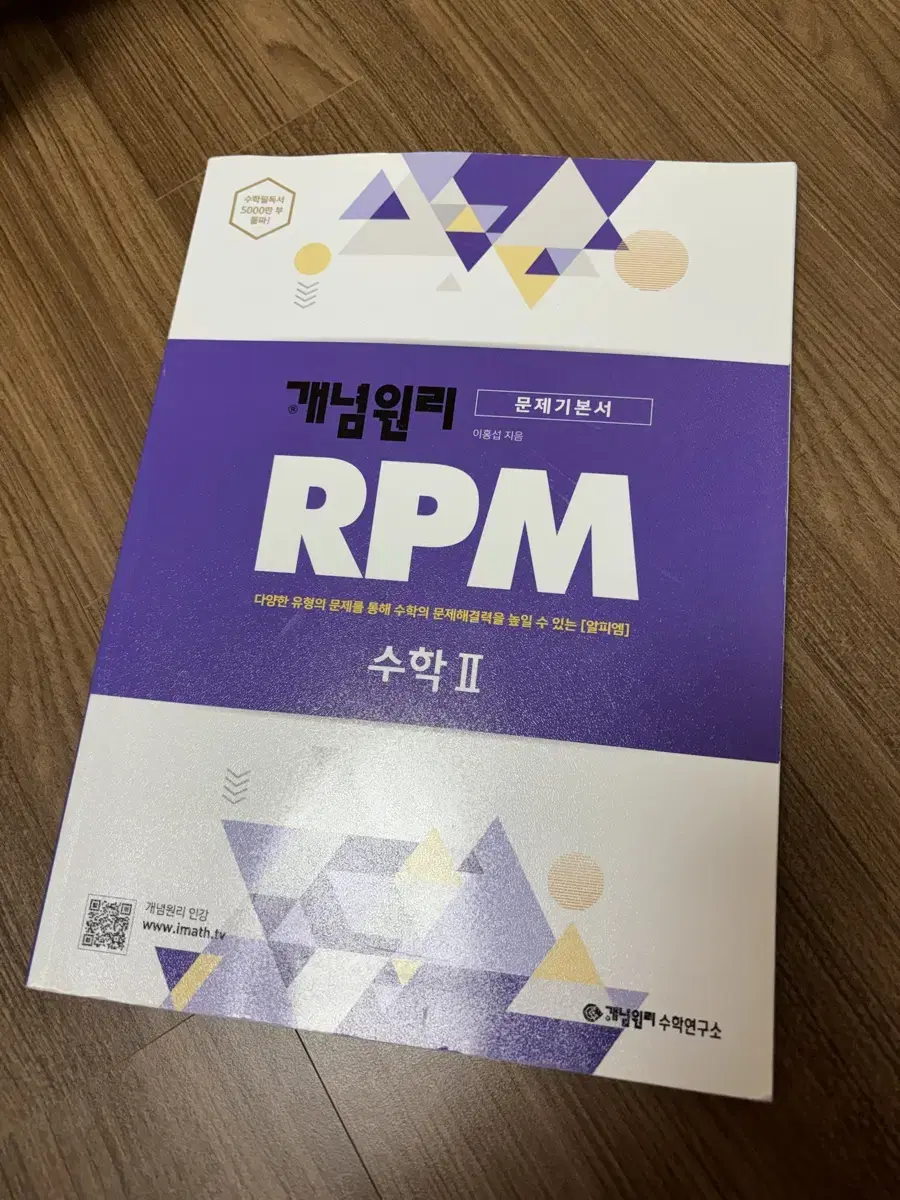 수학필독서
5000만 부
돌파!
개념원리
®
문제기본서
이홍섭 지음
RPM
다양한 유형의 문제를 통해 수학의 문제해결력을 높일 수 있는 [알피엠]
수학 Ⅱ
개념원리 인강
www.imath.tv
개념원리 수학연구소